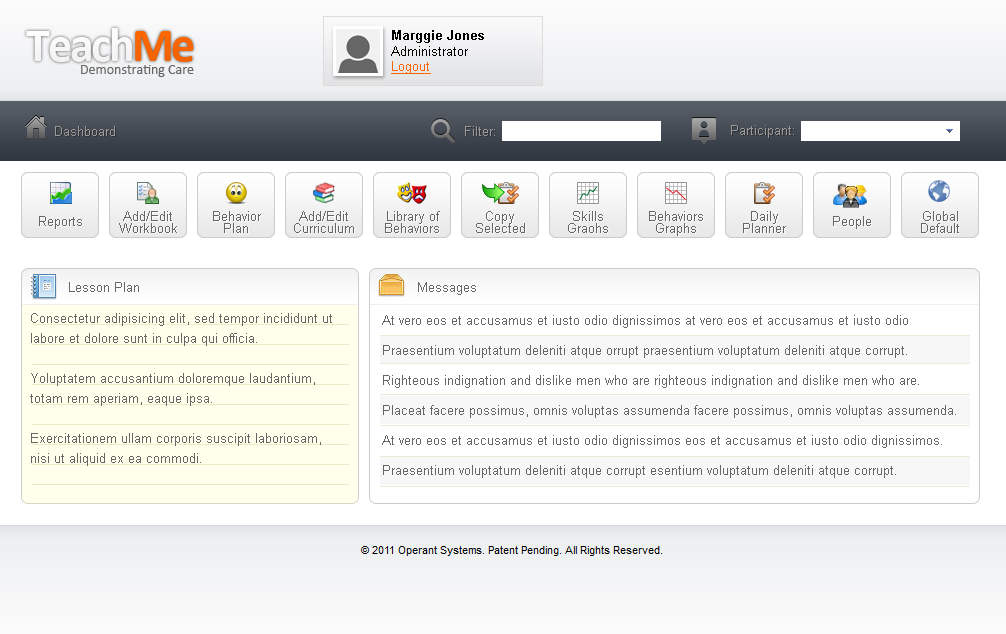 TeachMe
Demonstrating Care
Marggie Jones
Administrator
Logout
Dashboard
Filter:
Participant:
Reports
Add/Edit
Workbook
Behavior
Plan
Add/Edit
Curriculum
Library of
Behaviors
Copy
Selected
Skills
Graohs
Behaviors
Graphs
Daily
Planner
People
Global
Default
Lesson Plan
Consectetur adipisicing elit, sed tempor incididunt ut
labore et dolore sunt in culpa qui officia.
Yoluptatem accusantium doloremque laudantium,
totam rem aperiam, eaque ipsa.
Exercitationem ullam corporis suscipit laboriosam,
nisi ut aliquid ex ea commodi.
Messages
At vero eos et accusamus et iusto odio dignissimos at vero eos et accusamus et iusto odio
Praesentium voluptatum deleniti atque orrupt praesentium voluptatum deleniti atque corrupt.
Righteous indignation and dislike men who are righteous indignation and dislike men who are.
Placeat facere possimus, omnis voluptas assumenda facere possimus, omnis voluptas assumenda.
At vero eos et accusamus et iusto odio dignissimos eos et accusamus et iusto odio dignissimos.
Praesentium voluptatum deleniti atque corrupt esentium voluptatum deleniti atque corrupt.
© 2011 Operant Systems. Patent Pending. All Rights Reserved.